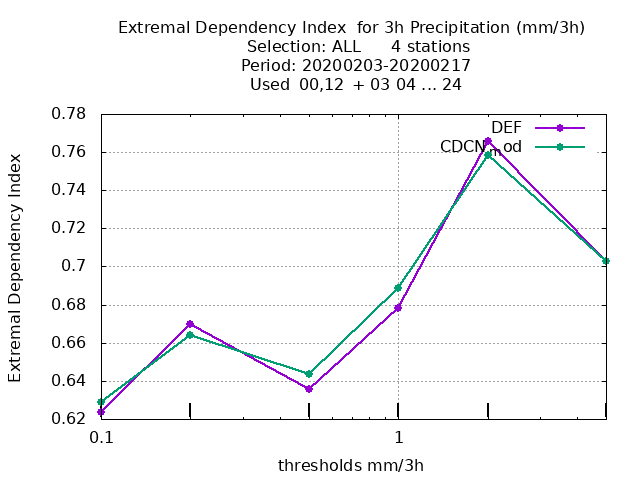 Extremal Dependency Index  for 3h Precipitation (mm/3h)
Selection: ALL      4 stations
Period: 20200203-20200217
Used  00,12  + 03 04 ... 24
0.78
0.76
0.74
0.72
0.7
0.68
0.66
0.64
0.62
Extremal Dependency Index
DEF
CDCNmod
0.1
1
thresholds mm/3h